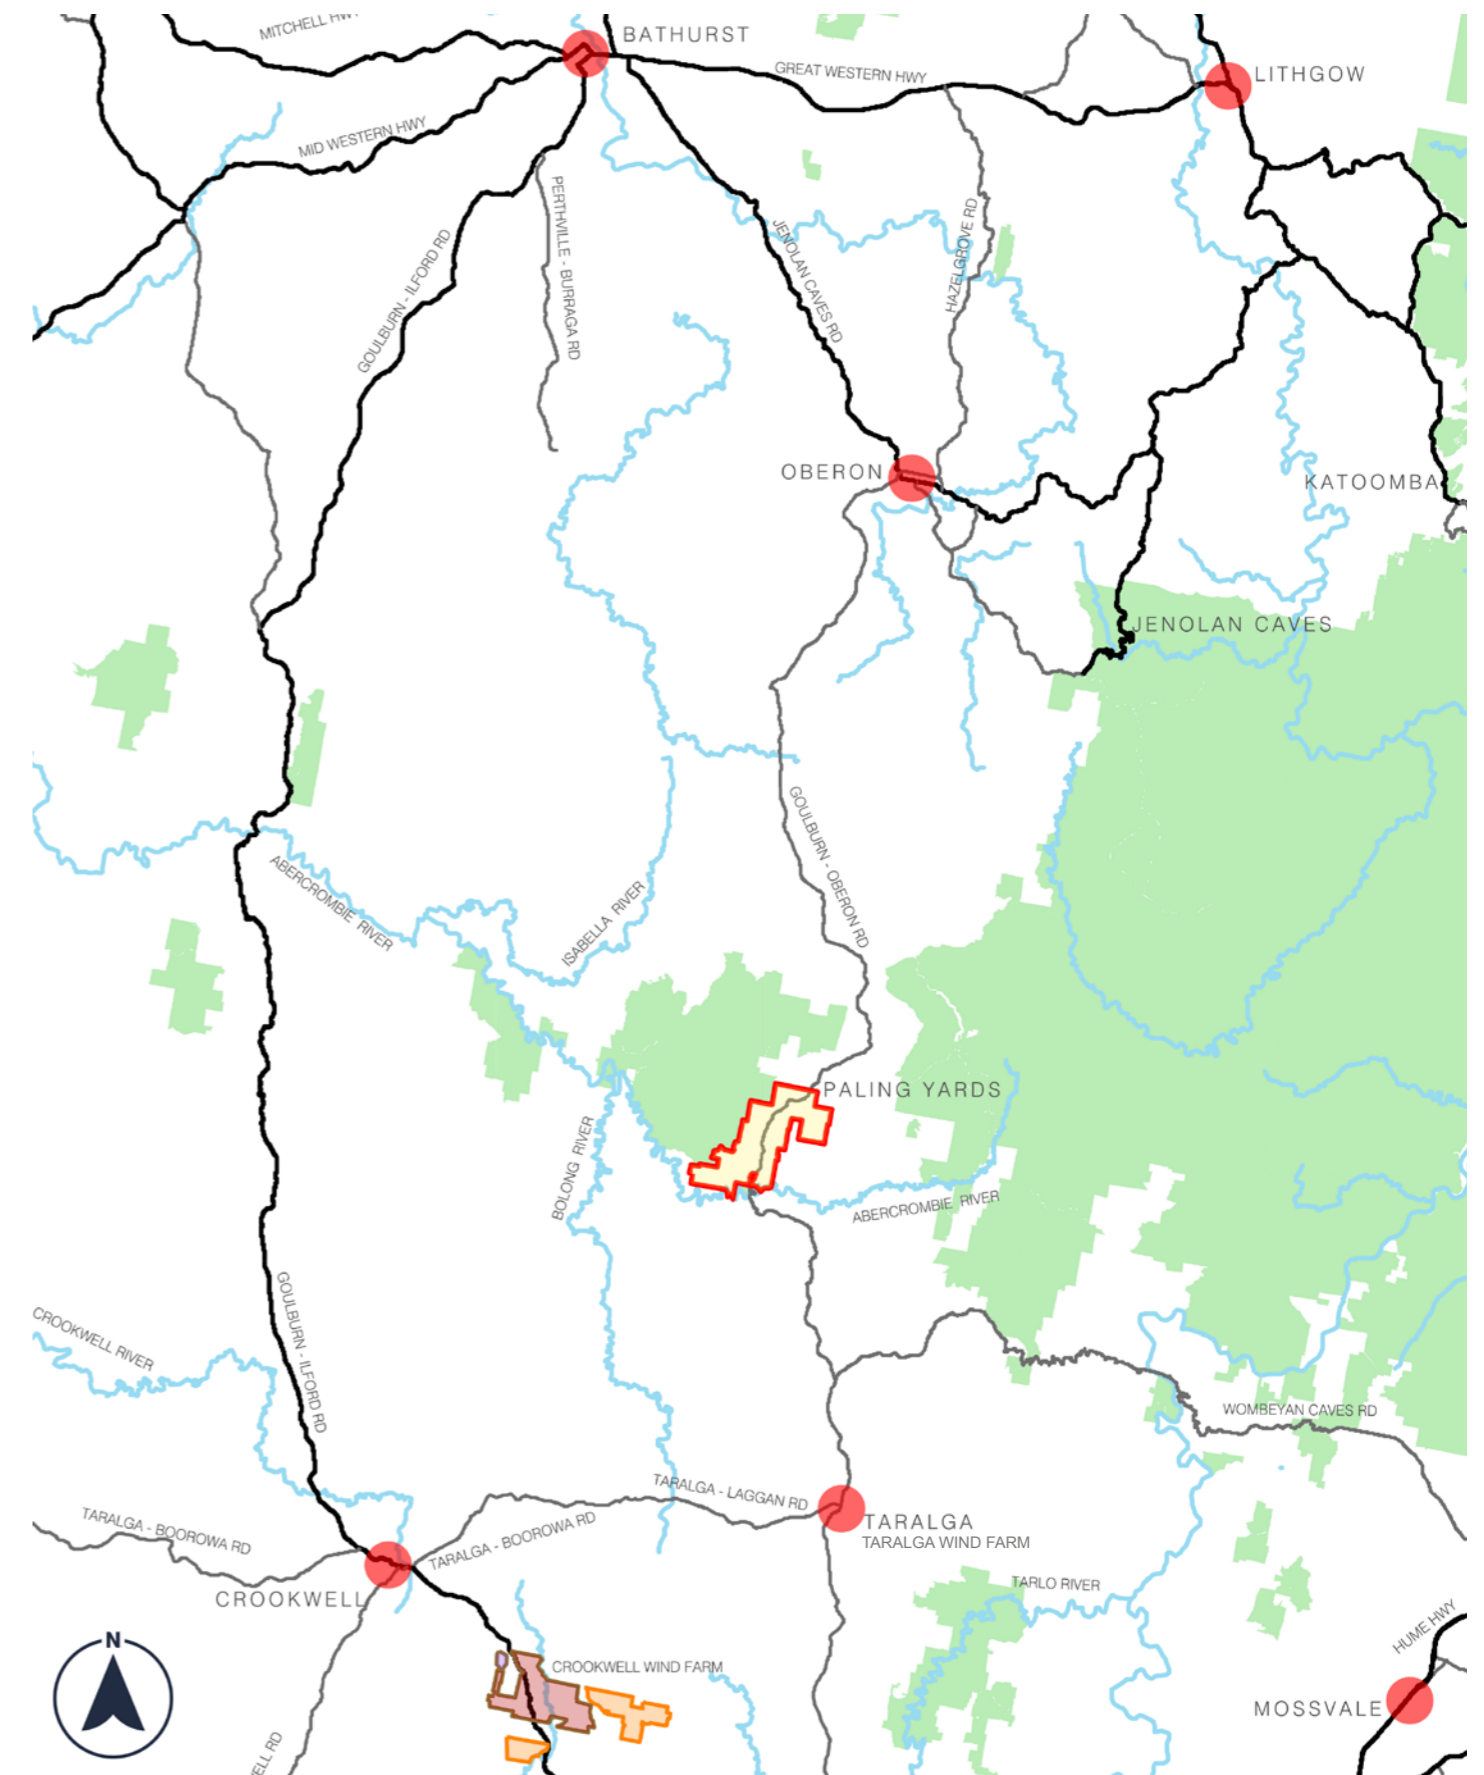 MITCHELL HWY
BATHURST
GREAT WESTERN HWY
LITHGOW
MID WESTERN HWY
PERTHVILLE - BURRAGA RD
GOULBURN - ILFORD RD
JENOLAN CAVES RD
HAZELGROVE RD
OBERON
KATOOMBA
JENOLAN CAVES
GOULBURN - OBERON RD
ABERCROMBIE RIVER
ISABELLA RIVER
PALING YARDS
BOLONG RIVER
ABERCROMBIE RIVER
GOULBURN - ILFORD RD
CROOKWELL RIVER
WOMBEYAN CAVES RD
TARALGA - LAGGAN RD
TARALGA
TARALGA WIND FARM
TARALGA - BOOROWA RD
TARALGA - BOOROWA RD
CROOKWELL
TARLO RIVER
HUME HWY
N
CROOKWELL WIND FARM
MOSSVALE
ELL RD